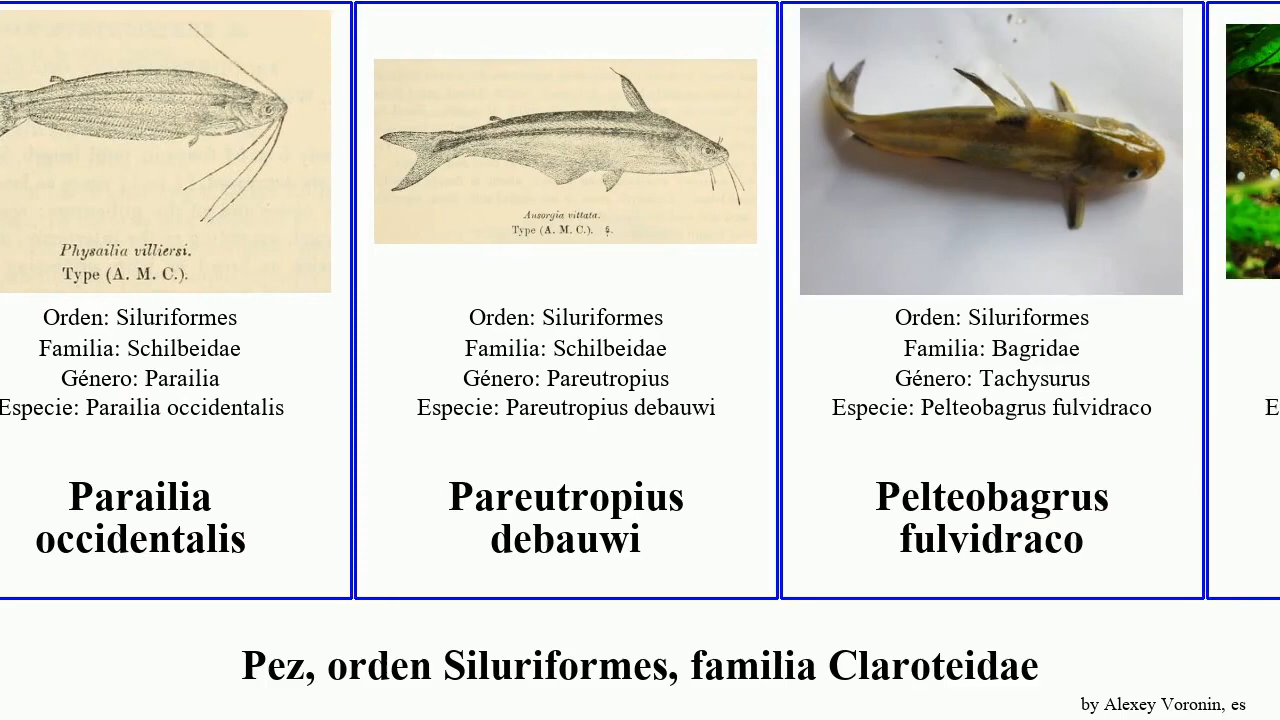 Physailia villiersi.
Type (A. M. C.).
Orden: Siluriformes
Familia: Schilbeidae
Género: Parailia
Especie: Parailia occidentalis
Parailia
occidentalis
Ansorgia vittata.
Type (A. M. C.).
Orden: Siluriformes
Familia: Schilbeidae
Género: Pareutropius
Especie: Pareutropius debauwi
Pareutropius
debauwi
Orden: Siluriformes
Familia: Bagridae
Género: Tachysurus
Especie: Pelteobagrus fulvidraco
Pelteobagrus
fulvidraco
Pez, orden Siluriformes, familia Claroteidae
by Alexey Voronin, es